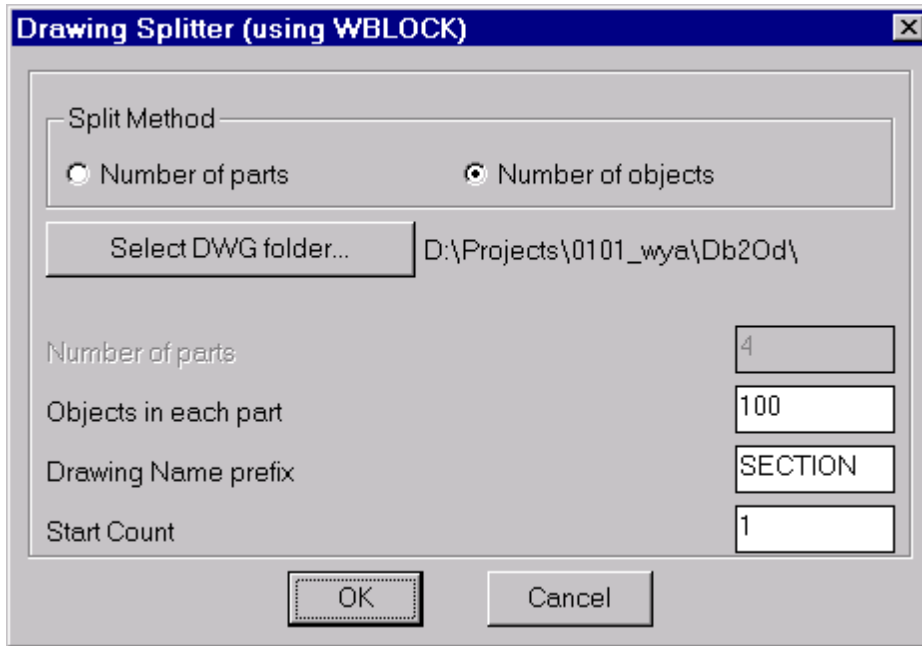 Drawing Splitter (using WBLOCK)
Split Method
Number of parts
Number of objects
Select DWG folder...
D:\Projects\0101_wya\Db2Od\
Number of parts
4
Objects in each part
100
Drawing Name prefix
SECTION
Start Count
1
OK
Cancel